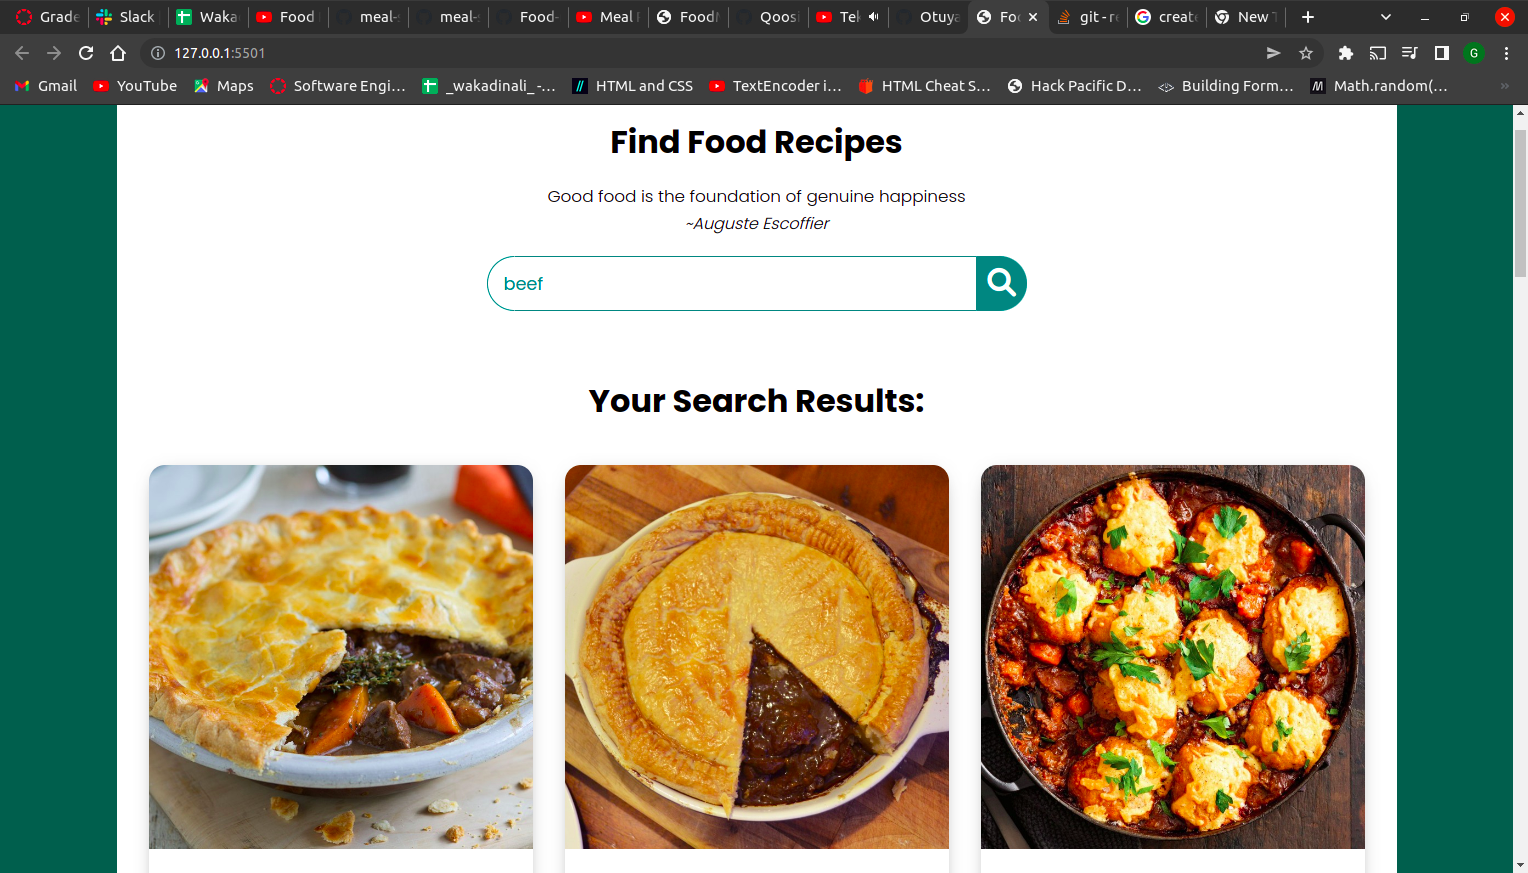 Grade
Slack
Waka
Food
meal-
meal-
Food-
Meal
Food
Qoos
Tek
Otuya
Foo
git - re
create
New T
127.0.0.1:5501
G
Gmail
YouTube
Maps
Software Engi...
_wakadinali_ -...
HTML and CSS
TextEncoder i...
HTML Cheat S...
Hack Pacific D...
Building Form...
Math.random(...
Find Food Recipes
Good food is the foundation of genuine happiness
~Auguste Escoffier
beef
Your Search Results: